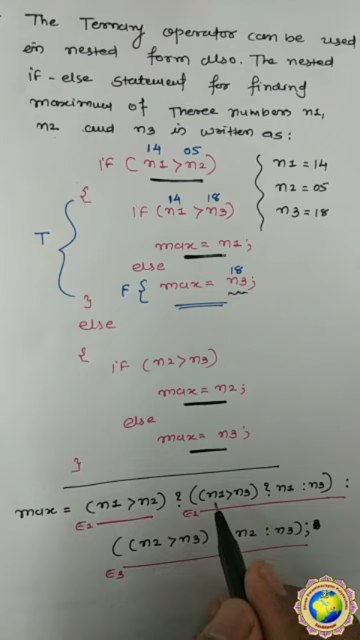 The Ternary operator can be used
in nested form also. The nested
if-else statement for finding
maximum of Theree numbers n1,
n2 and n3 is written as:
14 05
if (n1>n2)
n1=14
n2=05
n3=18
{
14 18
if(n1>n3)
T
max = n1;
else
18
F { max = n3;
}
else
{ if (n2>n3)
max = n2;
else
max = n3;
}
max = (n1>n2) ? ((n1>n3) ? n1 : n3) :
E1 E2
((n2>n3) n2 : n3);
E3